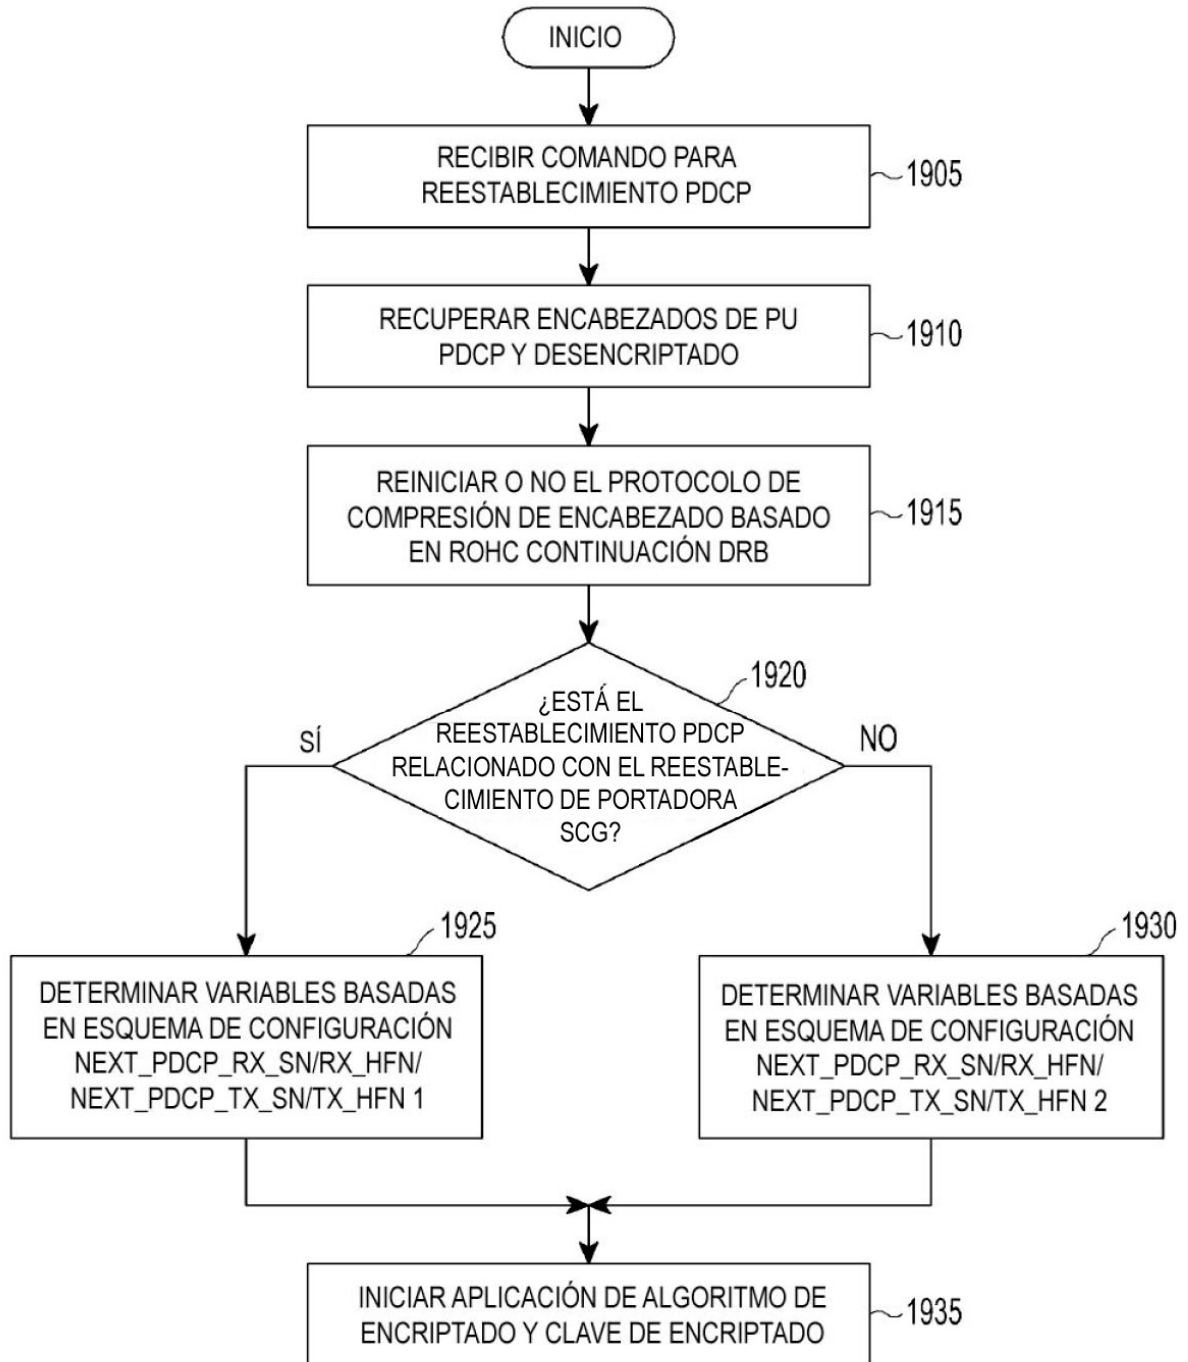 INICIO
RECIBIR COMANDO PARA
REESTABLECIMIENTO PDCP
1905
RECUPERAR ENCABEZADOS DE PU
PDCP Y DESENCRIPTADO
1910
REINICIAR O NO EL PROTOCOLO DE
COMPRESIÓN DE ENCABEZADO BASADO
EN ROHC CONTINUACIÓN DRB
1915
1920
¿ESTÁ EL
REESTABLECIMIENTO PDCP
RELACIONADO CON EL REESTABLE-
CIMIENTO DE PORTADORA
SCG?
SÍ
NO
1925
DETERMINAR VARIABLES BASADAS
EN ESQUEMA DE CONFIGURACIÓN
NEXT_PDCP_RX_SN/RX_HFN/
NEXT_PDCP_TX_SN/TX_HFN 1
1930
DETERMINAR VARIABLES BASADAS
EN ESQUEMA DE CONFIGURACIÓN
NEXT_PDCP_RX_SN/RX_HFN/
NEXT_PDCP_TX_SN/TX_HFN 2
INICIAR APLICACIÓN DE ALGORITMO DE
ENCRIPTADO Y CLAVE DE ENCRIPTADO
1935